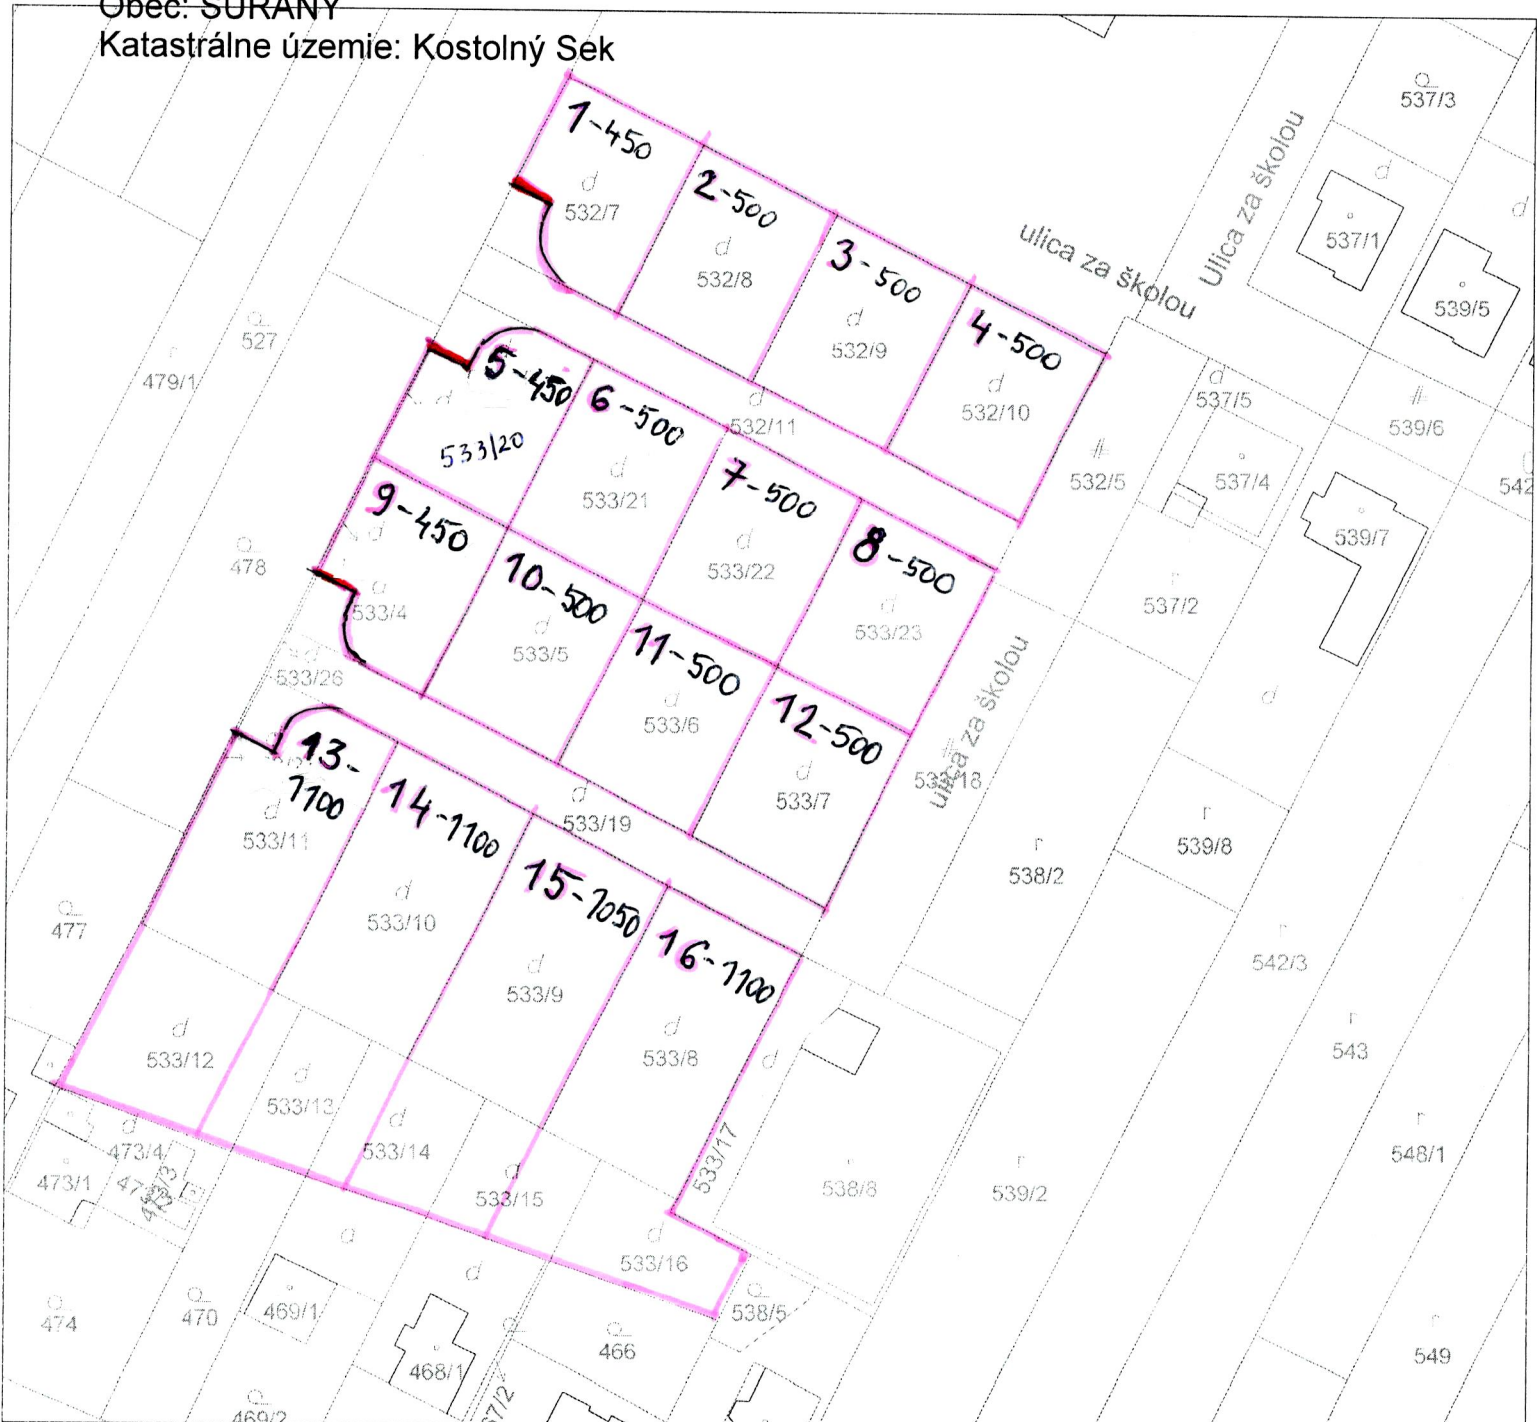 Obec: ŠURANY
Katastrálne územie: Kostolný Sek
537/3
1-450
d
532/7
2-500
d
532/8
3-500
d
532/9
4-500
d
532/10
ulica za školou
Ulica za školou
d
537/1
d
539/5
527
r
479/1
5-450
d
533/20
6-500
d
533/21
d
532/11
7-500
d
533/22
8-500
d
533/23
532/5
d
537/5
537/4
539/6
542
539/7
478
9-450
d
533/4
10-500
d
533/5
11-500
d
533/6
12-500
d
533/7
r
537/2
d
d
533/26
ulica za školou
13-
1100
d
533/11
14-1100
d
533/10
d
533/19
15-1050
d
533/9
16-1100
d
533/8
r
538/2
r
539/8
r
542/3
477
d
533/12
d
533/13
d
533/14
533/15
d
533/16
533/17
d
r
538/8
r
539/2
r
543
r
548/1
d
473/4
473/1
474
470
469/1
d
468/1
466
538/5
r
549
469/2